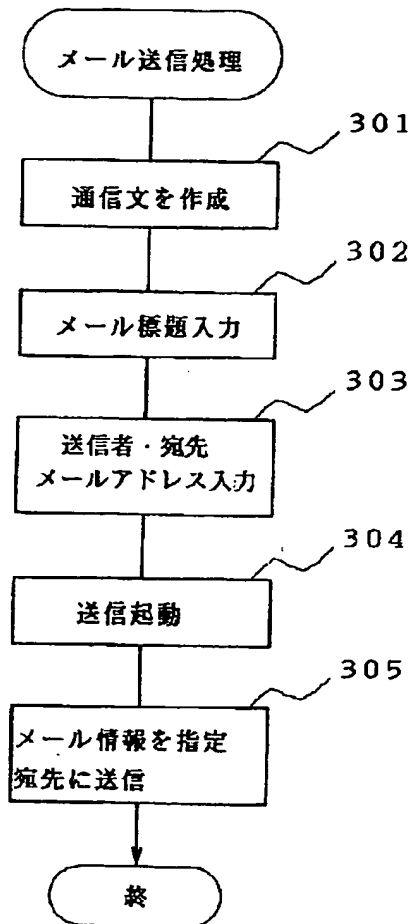 メール送信処理
301
通信文を作成
302
メール標題入力
303
送信者・宛先
メールアドレス入力
304
送信起動
305
メール情報を指定
宛先に送信
終